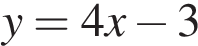 y = 4x − 3